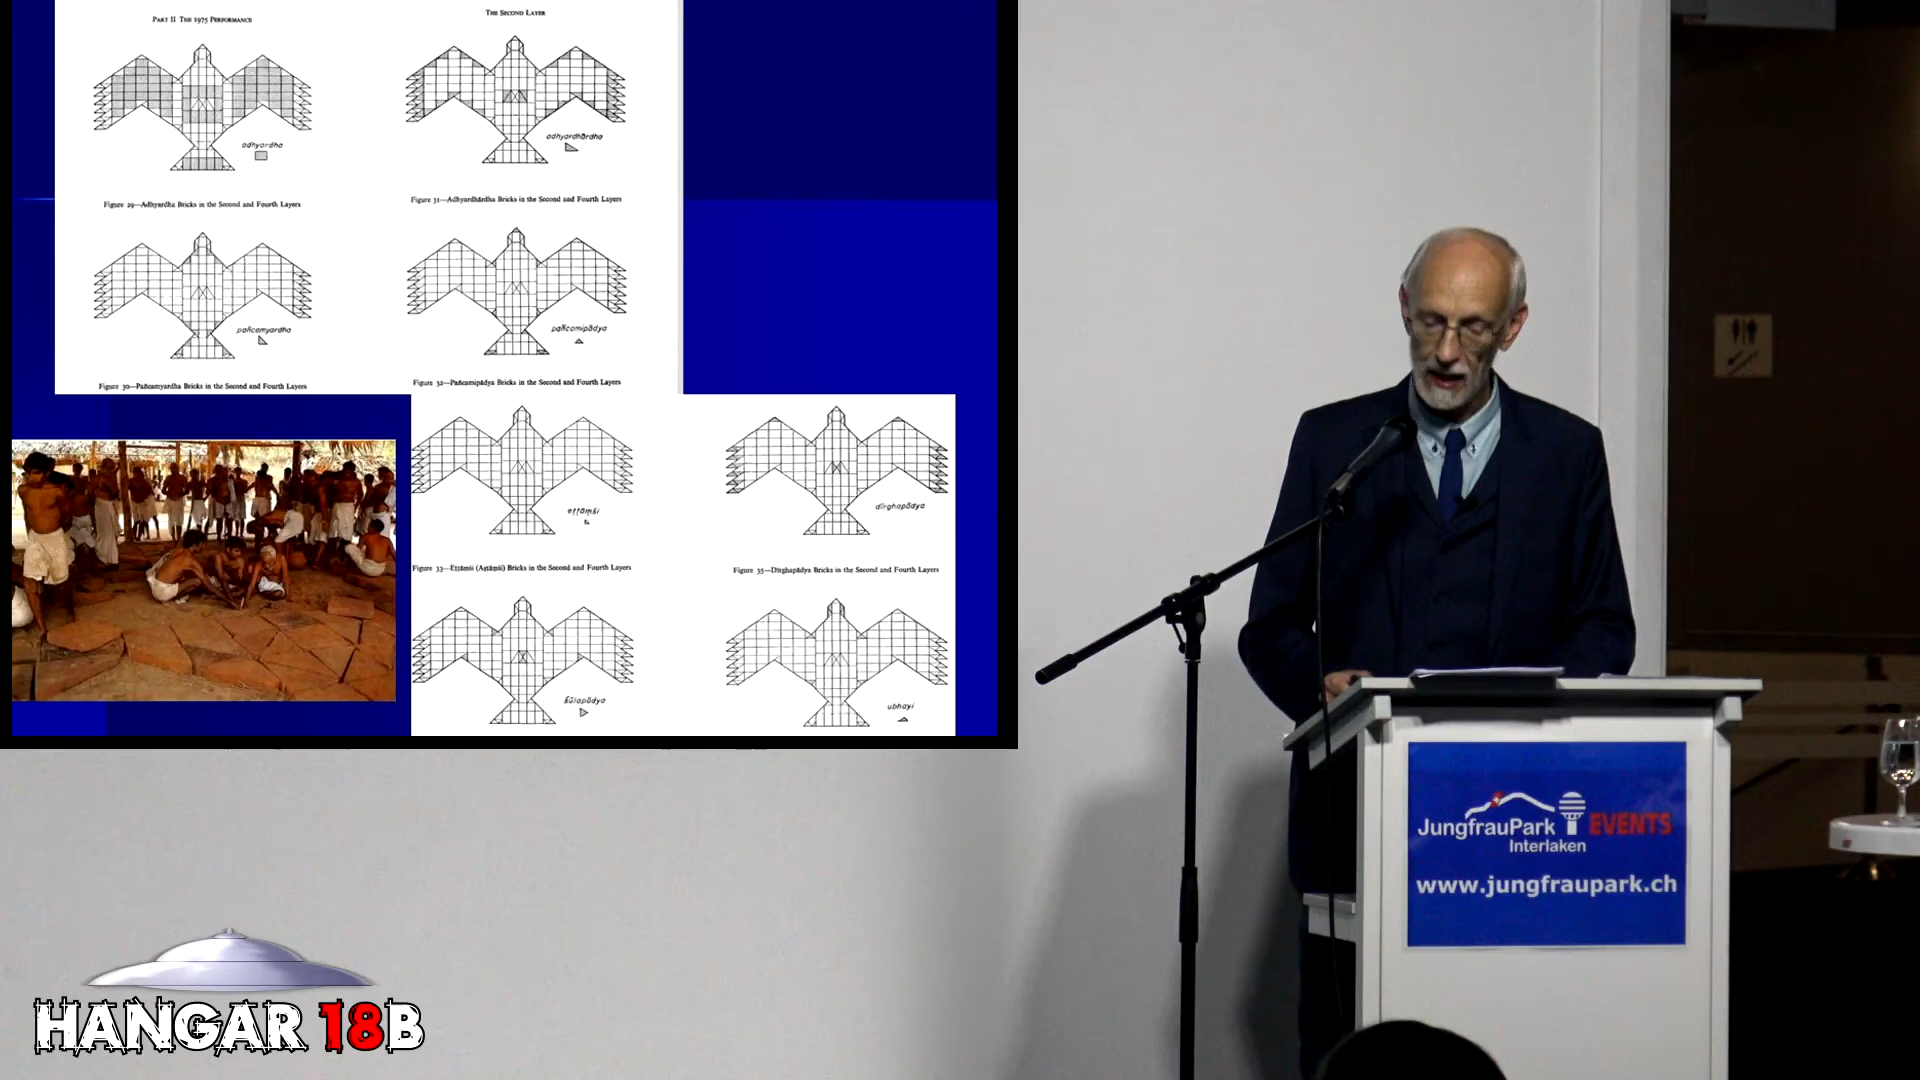 PART II THE 1975 PERFORMANCE
THE SECOND LAYER
adhyardha
adhyardhārdha
Figure 29—Adhyardha Bricks in the Second and Fourth Layers
Figure 31—Adhyardhārdha Bricks in the Second and Fourth Layers
pañcamyardha
pañcamipādya
Figure 30—Pañcamyardha Bricks in the Second and Fourth Layers
Figure 32—Pañcamipādya Bricks in the Second and Fourth Layers
eṭṭāmśi
dīrghapādya
Figure 33—Eṭṭāmśi (Aṣṭāmśi) Bricks in the Second and Fourth Layers
Figure 35—Dīrghapādya Bricks in the Second and Fourth Layers
śūlapādya
ubhayī
JungfrauPark EVENTS
Interlaken
www.jungfraupark.ch
HANGAR 18B